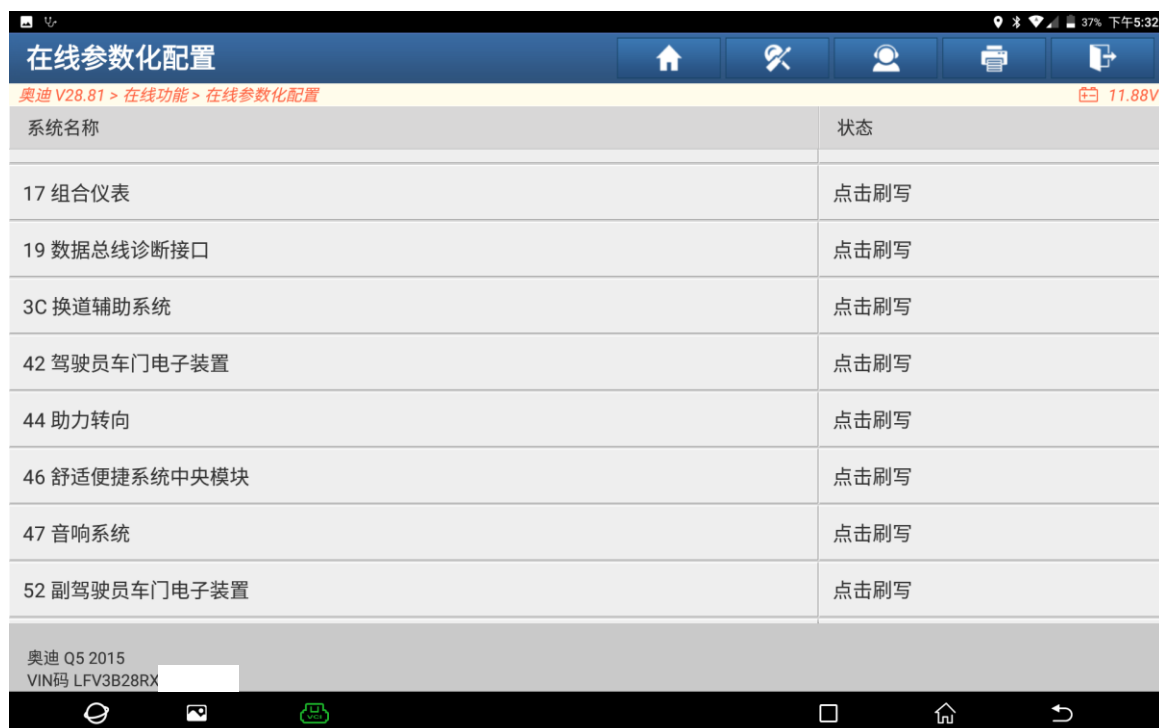 37% 下午5:32
在线参数化配置
奥迪 V28.81 > 在线功能 > 在线参数化配置 11.88V
系统名称 状态
17 组合仪表 点击刷写
19 数据总线诊断接口 点击刷写
3C 换道辅助系统 点击刷写
42 驾驶员车门电子装置 点击刷写
44 助力转向 点击刷写
46 舒适便捷系统中央模块 点击刷写
47 音响系统 点击刷写
52 副驾驶员车门电子装置 点击刷写
奥迪 Q5 2015
VIN码 LFV3B28RX
VCI